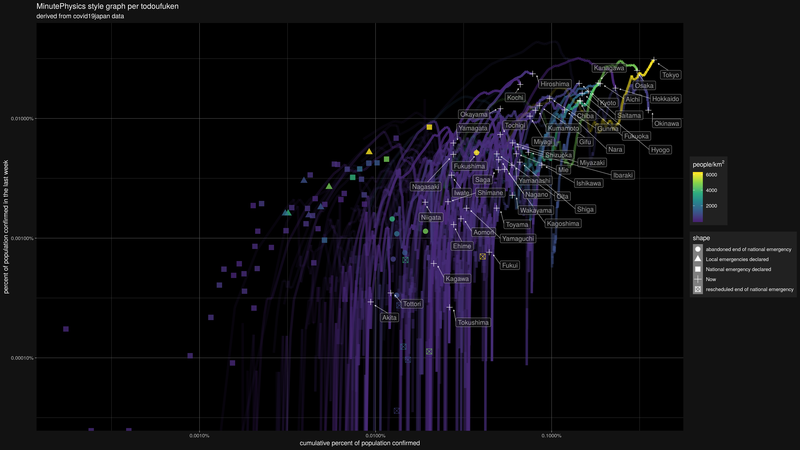 MinutePhysics style graph per todoufuken
derived from covid19japan data
Kanagawa
Tokyo
Hiroshima
Osaka
Kochi
Aichi
Hokkaido
Kyoto
Okayama
Chiba
Saitama
Okinawa
Yamagata
Tochigi
Kumamoto
Gunma
Fukuoka
Miyagi
Gifu
Nara
Hyogo
Shizuoka
Fukushima
Mie
Miyazaki
Saga
Yamanashi
Ishikawa
Ibaraki
Nagasaki
Iwate
Shimane
Nagano
Oita
Wakayama
Shiga
Niigata
Toyama
Kagoshima
Aomori
Yamaguchi
Ehime
Fukui
Kagawa
Tottori
Akita
Tokushima
percent of population confirmed in the last week
0.01000%
0.00100%
0.00010%
0.0010%
0.0100%
0.1000%
cumulative percent of population confirmed
people/km2
6000
4000
2000
shape
abandoned end of national emergency
Local emergencies declared
National emergency declared
Now
rescheduled end of national emergency